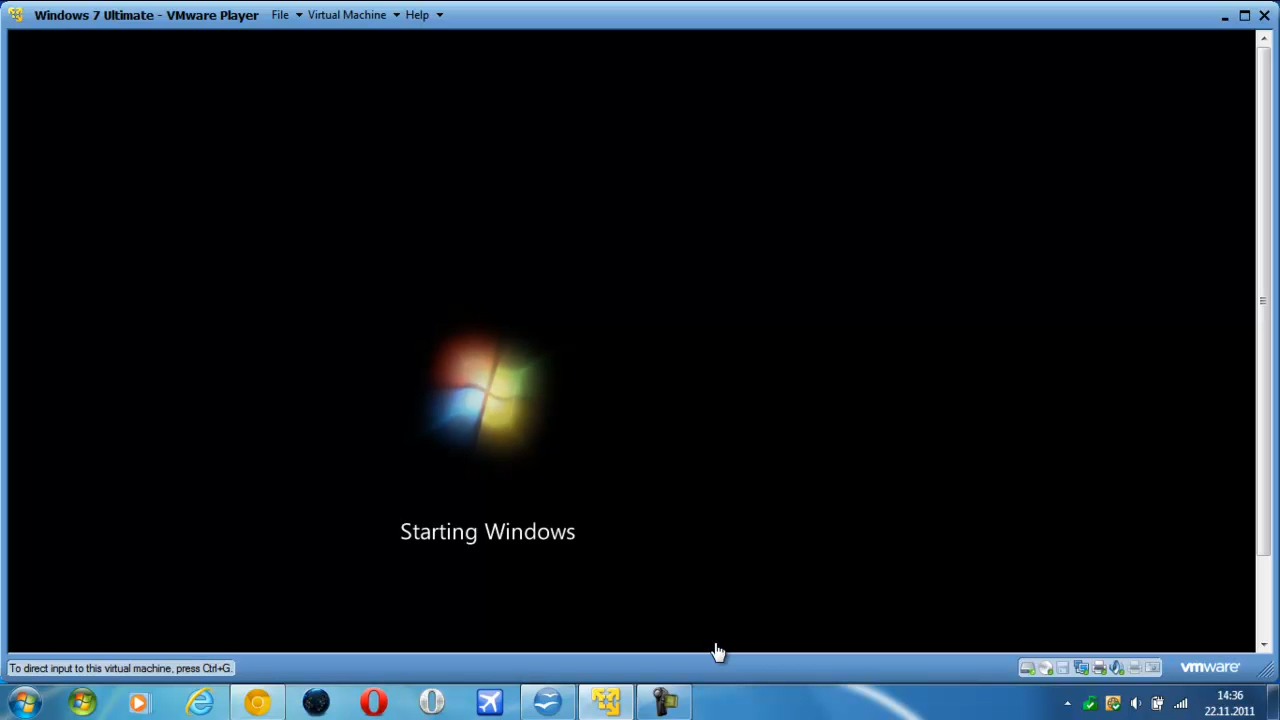 Windows 7 Ultimate - VMware Player File Virtual Machine Help
Starting Windows
To direct input to this virtual machine, press Ctrl+G.
vmware
14:36
22.11.2011